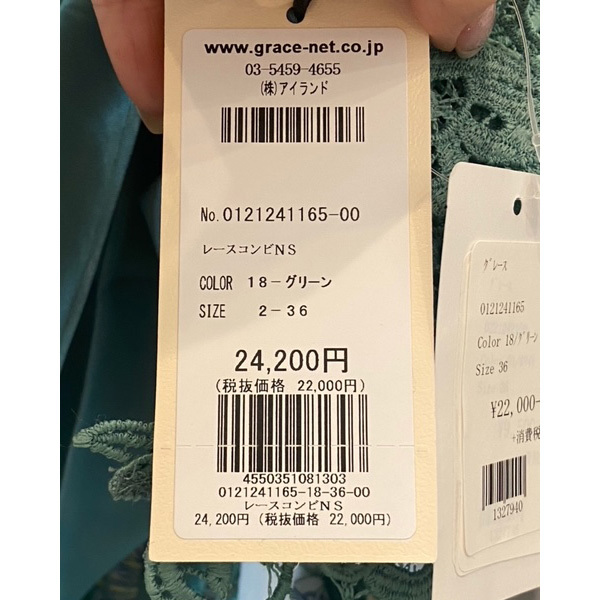 www.grace-net.co.jp
03-5459-4655
(株)アイランド
No.0121241165-00
レースコンビNS
COLOR 18-グリーン
SIZE 2-36
24,200円
(税抜価格 22,000円)
4550351081303
0121241165-18-36-00
レースコンビNS
24,200円 (税抜価格 22,000円)
グレース
0121241165
Color 18/グリーン
Size 36
¥22,000-
+消費税
1327940